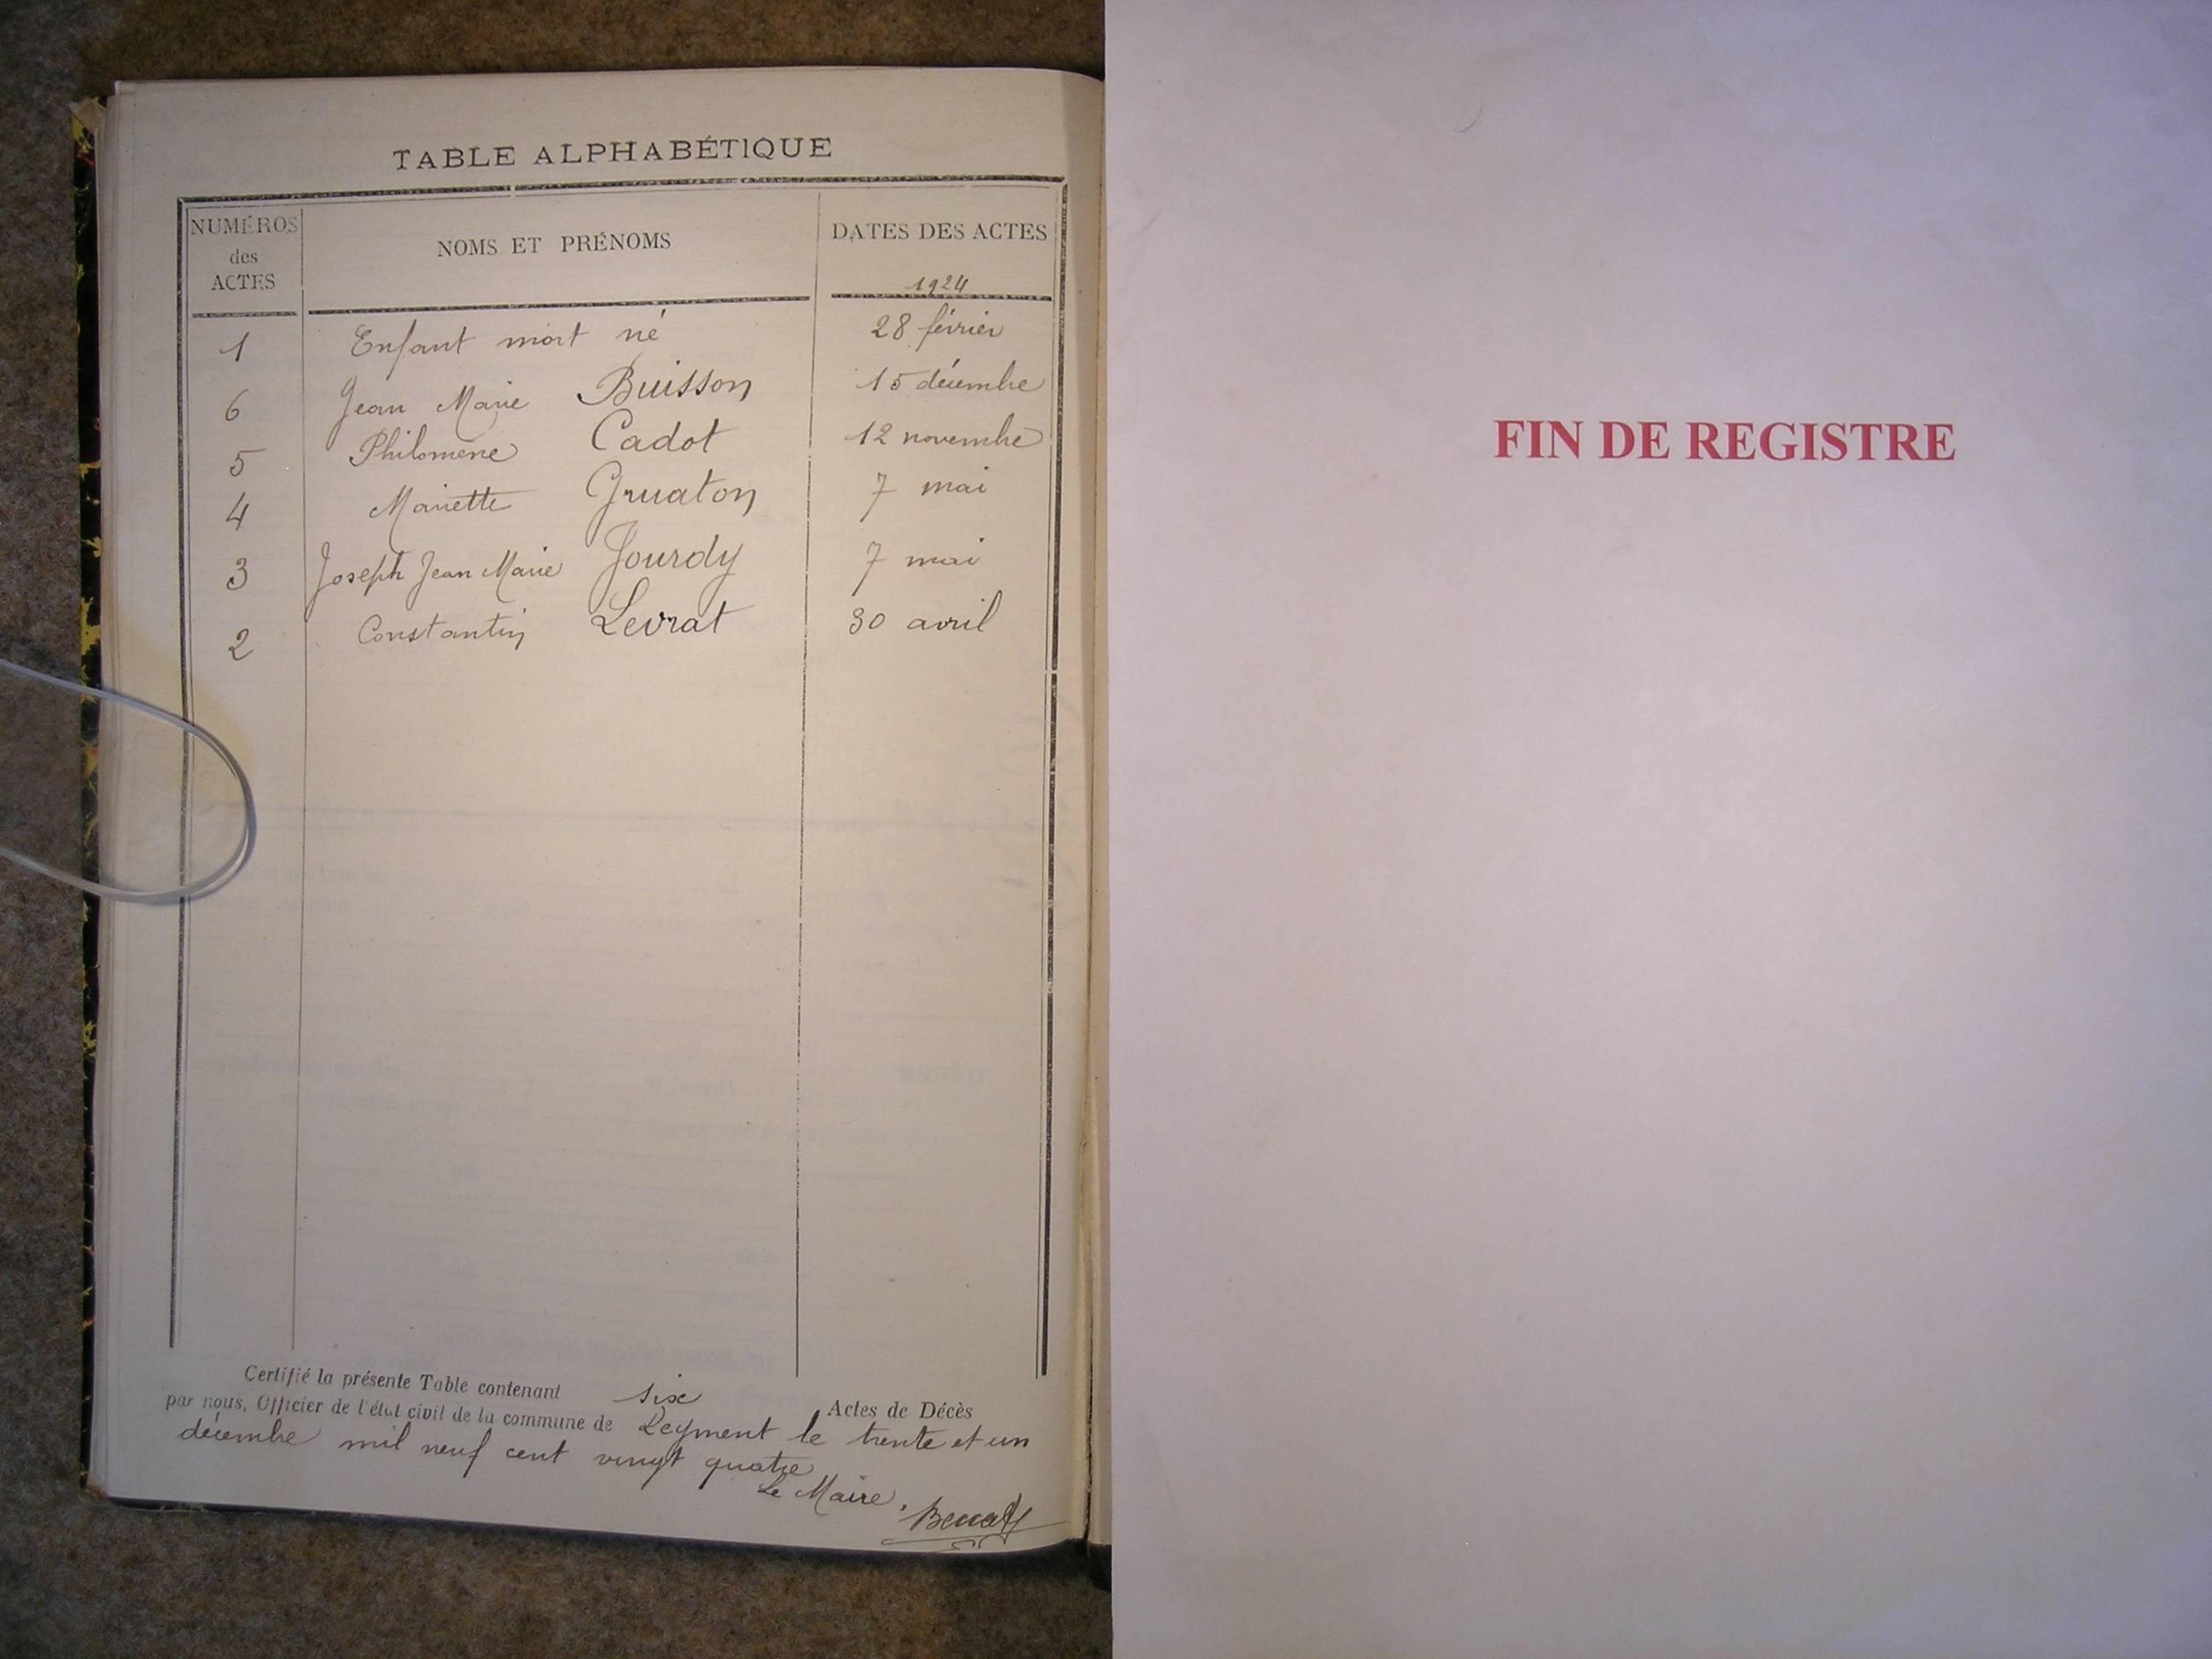 TABLE ALPHABÉTIQUE
NUMÉROS
des
ACTES
NOMS ET PRÉNOMS
DATES DES ACTES
1924
1 Enfant mort né 28 février
6 Jean Marie Buisson 15 décembre
5 Philomène Cadot 12 novembre
4 Mariette Gruaton 7 mai
3 Joseph Jean Marie Jourdy 7 mai
2 Constantin Levrat 30 avril
Certifié la présente Table contenant six Actes de Décès
par nous, Officier de l'état civil de la commune de Leyment le trente et un
décembre mil neuf cent vingt quatre
Le Maire,
FIN DE REGISTRE